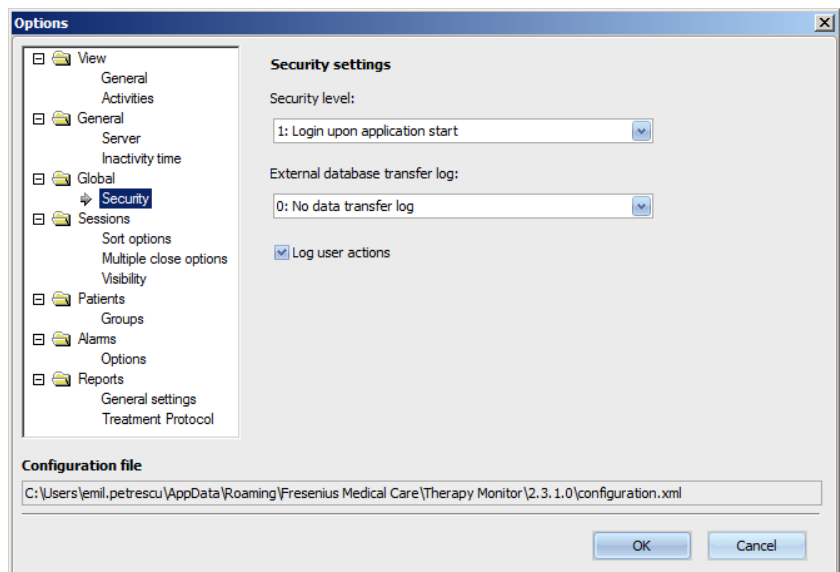 Options
View
General
Activities
General
Server
Inactivity time
Global
Security
Sessions
Sort options
Multiple close options
Visibility
Patients
Groups
Alarms
Options
Reports
General settings
Treatment Protocol
Security settings
Security level:
1: Login upon application start
External database transfer log:
0: No data transfer log
Log user actions
Configuration file
C:\Users\emil.petrescu\AppData\Roaming\Fresenius Medical Care\Therapy Monitor\2.3.1.0\configuration.xml
OK
Cancel